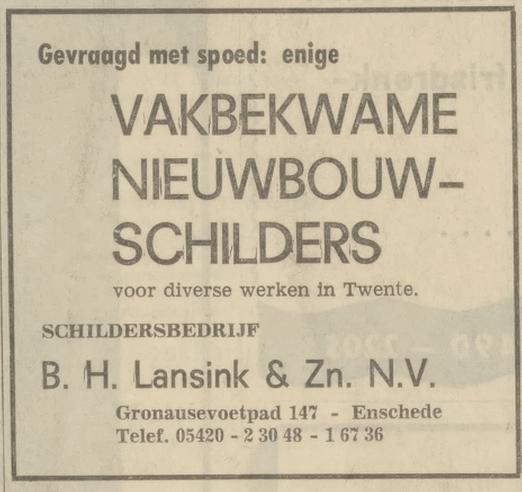 Gevraagd met spoed: enige
VAKBEKWAME
NIEUWBOUW-
SCHILDERS
voor diverse werken in Twente.
SCHILDERSBEDRIJF
B. H. Lansink & Zn. N.V.
Gronausevoetpad 147 - Enschede
Telef. 05420 - 2 30 48 - 1 67 36